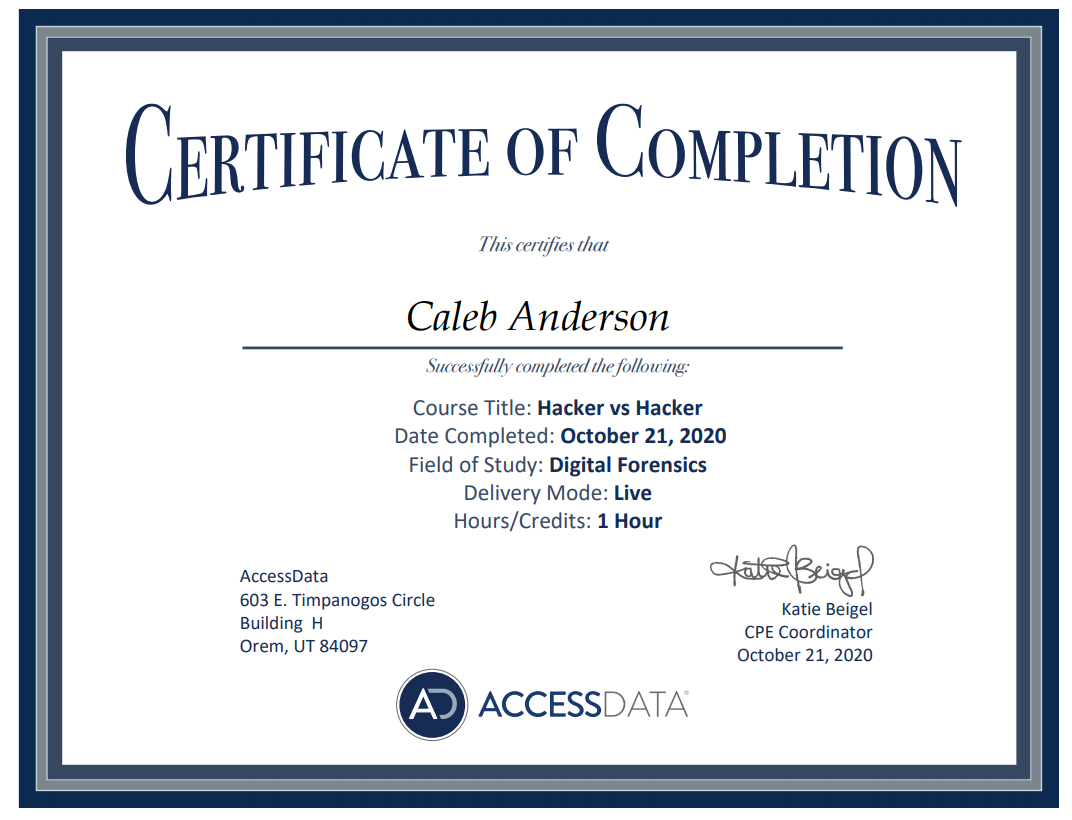 CERTIFICATE OF COMPLETION
This certifies that
Caleb Anderson
Successfully completed the following:
Course Title: Hacker vs Hacker
Date Completed: October 21, 2020
Field of Study: Digital Forensics
Delivery Mode: Live
Hours/Credits: 1 Hour
AccessData
603 E. Timpanogos Circle
Building H
Orem, UT 84097
Katie Beigel
Katie Beigel
CPE Coordinator
October 21, 2020
AD ACCESSDATA®